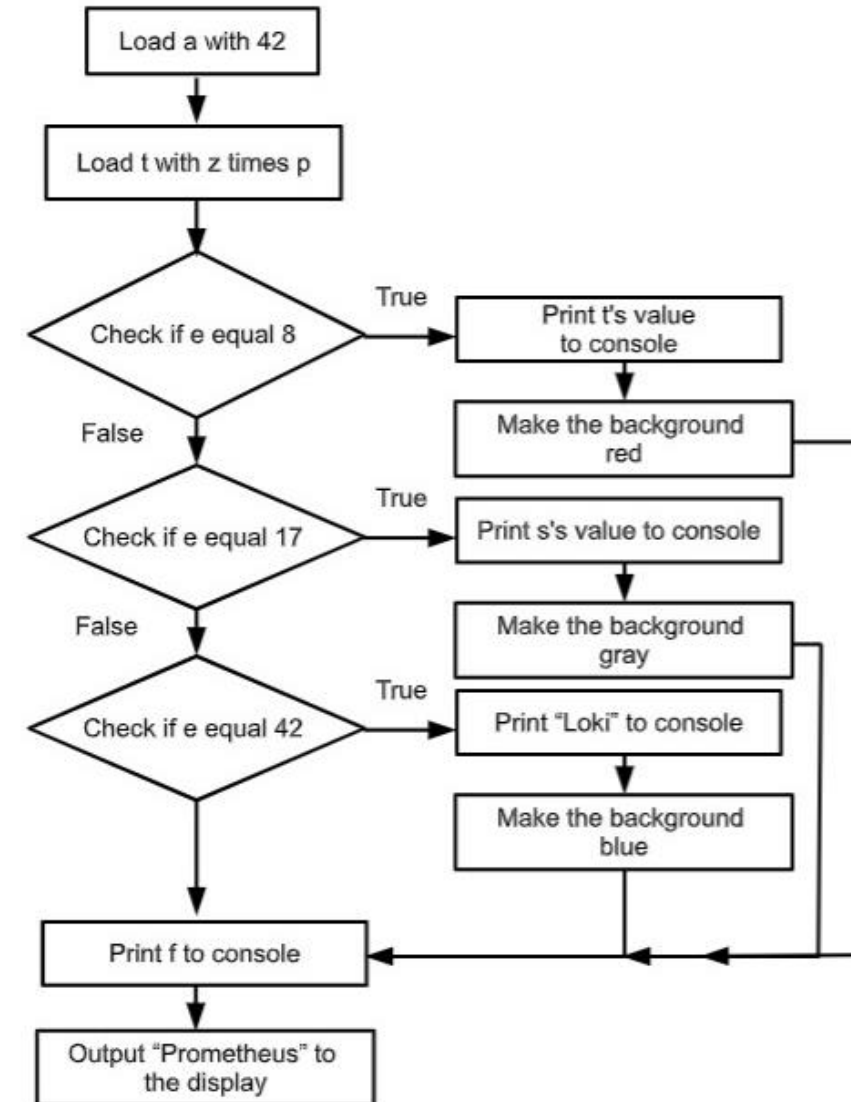 Load a with 42
Load t with z times p
Check if e equal 8
True
Print t's value
to console
Make the background
red
False
Check if e equal 17
True
Print s's value to console
Make the background
gray
False
Check if e equal 42
True
Print “Loki” to console
Make the background
blue
Print f to console
Output “Prometheus” to
the display